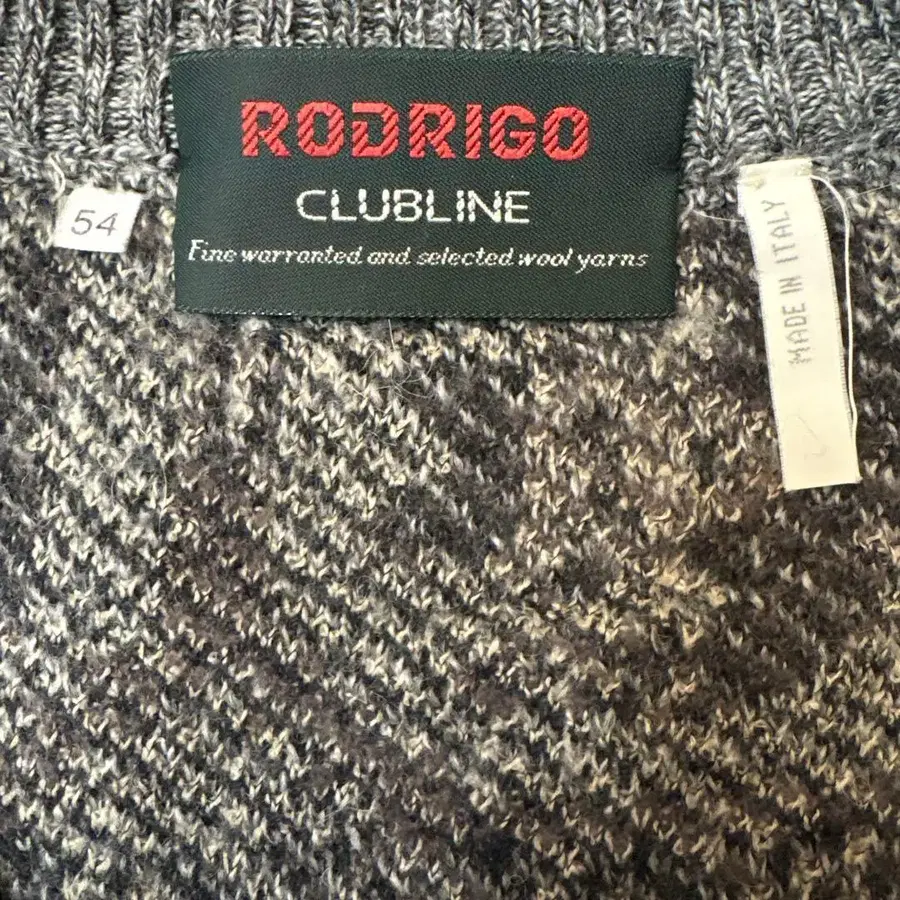 RODRIGO
CLUBLINE
Fine warranted and selected wool yarns
54
MADE IN ITALY